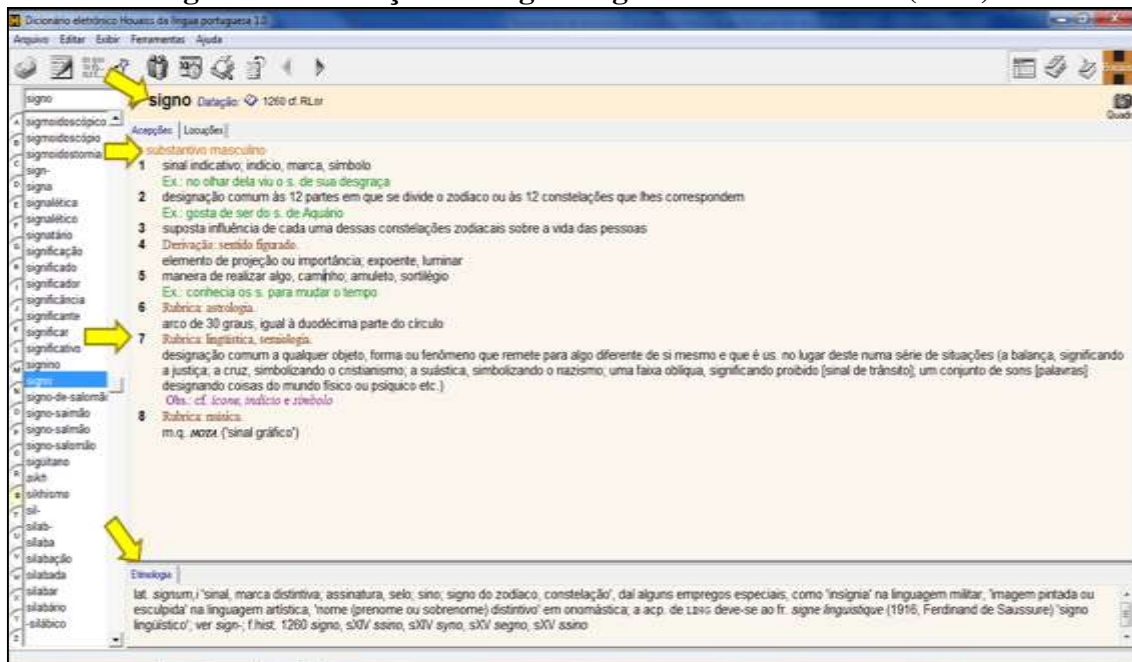 Dicionário eletrônico Houaiss da língua portuguesa 1.0
Arquivo Editar Exibir Ferramentas Ajuda
signo
signo Datação: 1260 cf. RLor
Quadro
Acepções Locuções
sigmoidoscópico
sigmoidoscópio
sigmoidostomia
sign-
signa
signalética
signalético
signatário
significação
significado
significador
significância
significante
significar
significativo
signino
signo
signo-de-salomão
signo-saimão
signo-salmão
signo-salomão
sigüitano
sikh
sikhismo
sil-
silab-
sílaba
silabação
silabada
silabar
silabário
-silábico
substantivo masculino
1 sinal indicativo; indício, marca, símbolo
Ex.: no olhar dela viu o s. de sua desgraça
2 designação comum às 12 partes em que se divide o zodíaco ou às 12 constelações que lhes correspondem
Ex.: gosta de ser do s. de Aquário
3 suposta influência de cada uma dessas constelações zodiacais sobre a vida das pessoas
4 Derivação: sentido figurado.
elemento de projeção ou importância; expoente, luminar
5 maneira de realizar algo, caminho; amuleto, sortilégio
Ex.: conhecia os s. para mudar o tempo
6 Rubrica: astrologia.
arco de 30 graus, igual à duodécima parte do círculo
7 Rubrica: lingüística, semiologia.
designação comum a qualquer objeto, forma ou fenômeno que remete para algo diferente de si mesmo e que é us. no lugar deste numa série de situações (a balança, significando
a justiça; a cruz, simbolizando o cristianismo; a suástica, simbolizando o nazismo; uma faixa oblíqua, significando proibido [sinal de trânsito]; um conjunto de sons [palavras]
designando coisas do mundo físico ou psíquico etc.)
Obs.: cf. ícone, indício e símbolo
8 Rubrica: música.
m.q. NOTA ('sinal gráfico')
Etimologia
lat. signum,i 'sinal, marca distintiva, assinatura, selo; sino; signo do zodíaco, constelação', daí alguns empregos especiais, como 'insígnia' na linguagem militar, 'imagem pintada ou
esculpida' na linguagem artística, 'nome (prenome ou sobrenome) distintivo' em onomástica; a acp. de LING deve-se ao fr. signe linguistique (1916, Ferdinand de Saussure) 'signo
lingüístico'; ver sign-; f.hist. 1260 signo, sXIV ssino, sXIV syno, sXV segno, sXV ssino